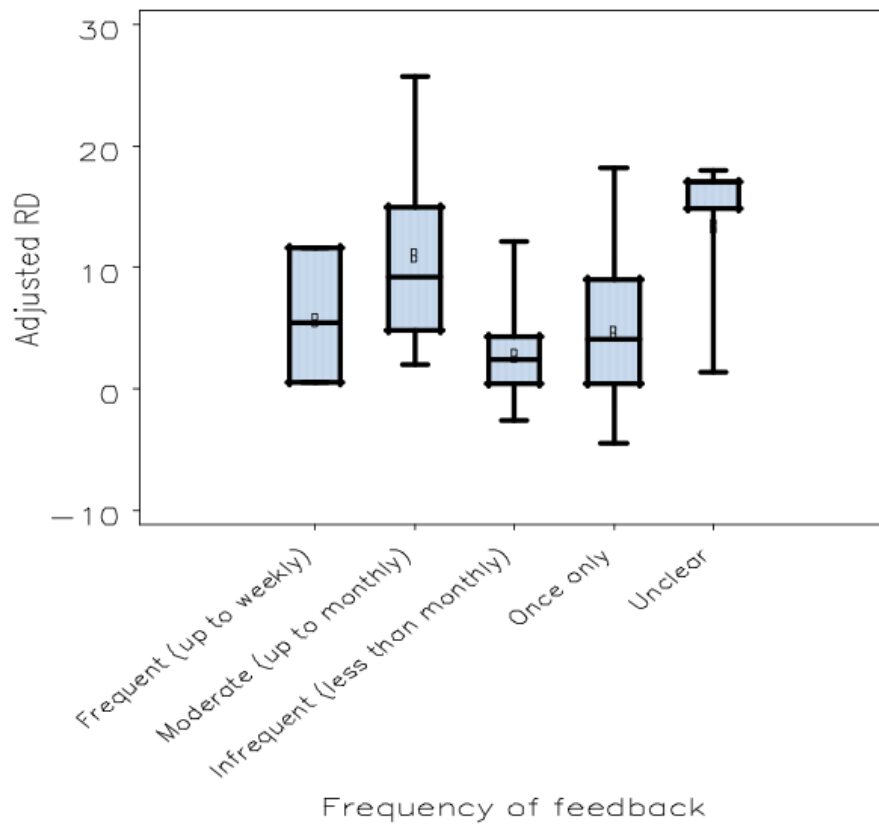 30
20
10
0
-10
Adjusted RD
Frequent (up to weekly)
Moderate (up to monthly)
Infrequent (less than monthly)
Once only
Unclear
Frequency of feedback